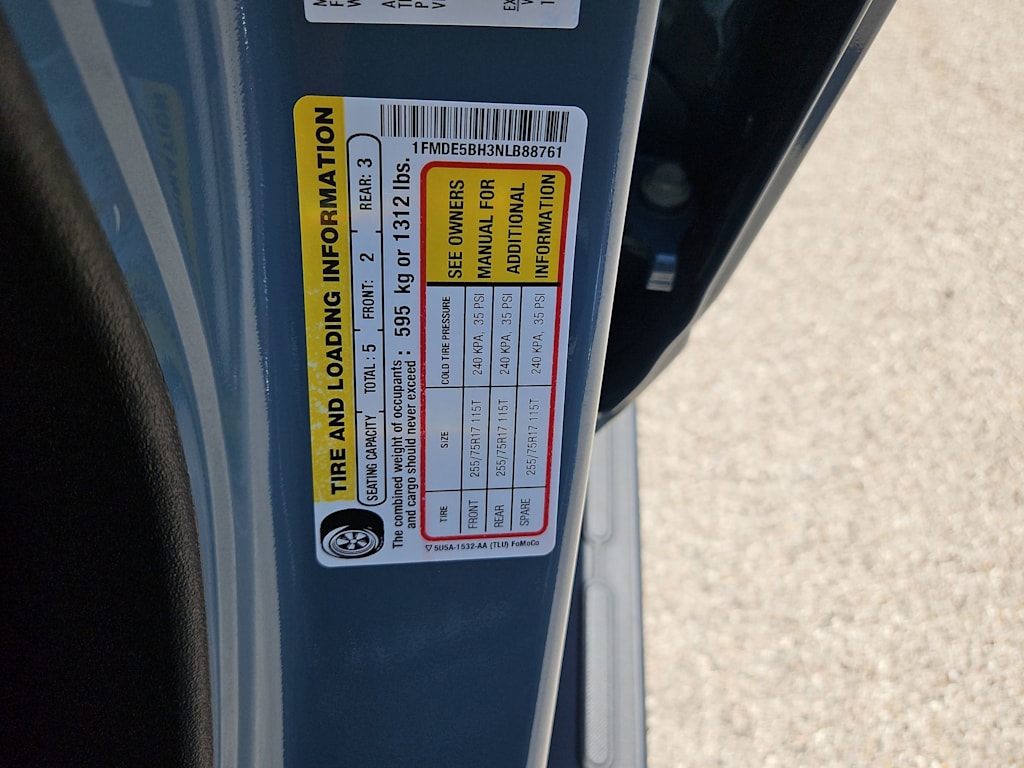 TIRE AND LOADING INFORMATION
SEATING CAPACITY TOTAL : 5 FRONT: 2 REAR: 3
The combined weight of occupants
and cargo should never exceed : 595 kg or 1312 lbs.
1FMDE5BH3NLB88761
TIRE SIZE COLD TIRE PRESSURE
FRONT 255/75R17 115T 240 KPA, 35 PSI
REAR 255/75R17 115T 240 KPA, 35 PSI
SPARE 255/75R17 115T 240 KPA, 35 PSI
SEE OWNERS
MANUAL FOR
ADDITIONAL
INFORMATION
5U5A-1532-AA (TLU) FoMoCo